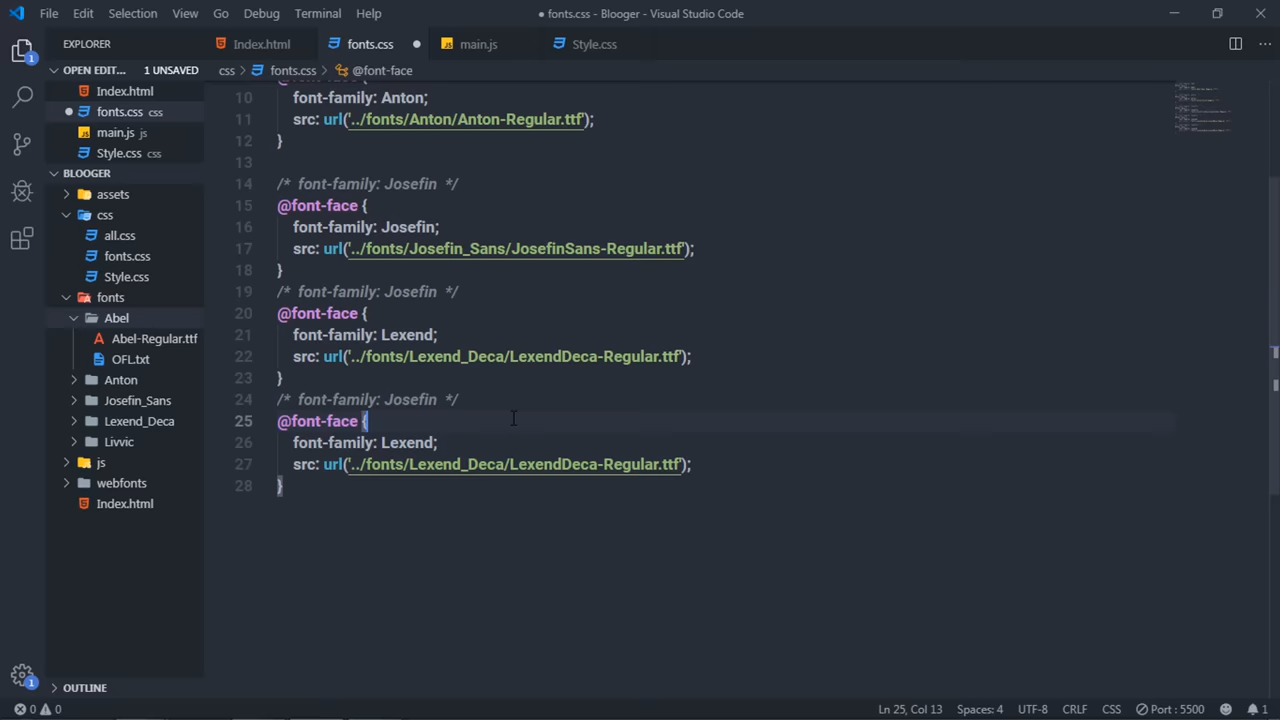 File Edit Selection View Go Debug Terminal Help
● fonts.css - Blooger - Visual Studio Code
EXPLORER
OPEN EDIT... 1 UNSAVED
Index.html
fonts.css css
main.js js
Style.css css
BLOOGER
assets
css
all.css
fonts.css
Style.css
fonts
Abel
Abel-Regular.ttf
OFL.txt
Anton
Josefin_Sans
Lexend_Deca
Livvic
js
webfonts
Index.html
OUTLINE
Index.html fonts.css main.js Style.css
css > fonts.css > @font-face
10 font-family: Anton;
11 src: url('../fonts/Anton/Anton-Regular.ttf');
12 }
13
14 /* font-family: Josefin */
15 @font-face {
16 font-family: Josefin;
17 src: url('../fonts/Josefin_Sans/JosefinSans-Regular.ttf');
18 }
19 /* font-family: Josefin */
20 @font-face {
21 font-family: Lexend;
22 src: url('../fonts/Lexend_Deca/LexendDeca-Regular.ttf');
23 }
24 /* font-family: Josefin */
25 @font-face {
26 font-family: Lexend;
27 src: url('../fonts/Lexend_Deca/LexendDeca-Regular.ttf');
28 }
0 0 Ln 25, Col 13 Spaces: 4 UTF-8 CRLF CSS Port : 5500 1